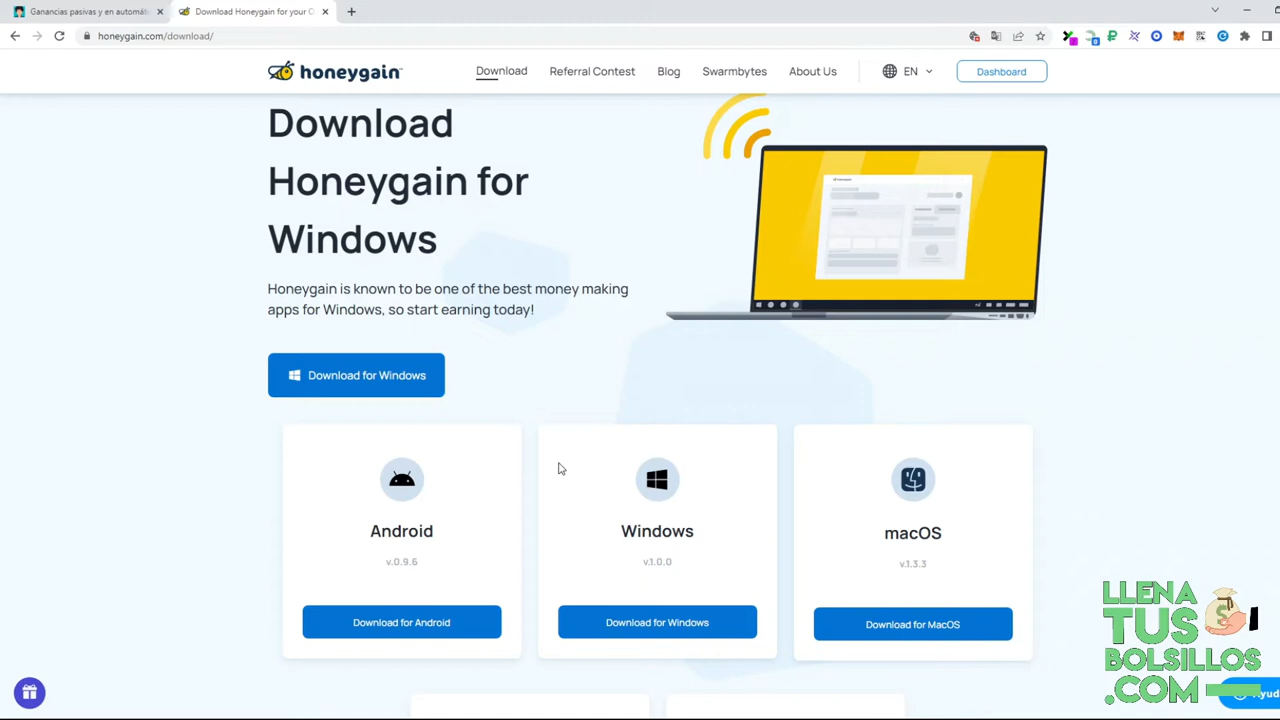 Ganancias pasivas y en automát
Download Honeygain for your C
honeygain.com/download/
honeygain
Download
Referral Contest
Blog
Swarmbytes
About Us
EN
Dashboard
Download
Honeygain for
Windows
Honeygain is known to be one of the best money making
apps for Windows, so start earning today!
Download for Windows
Android
v.0.9.6
Download for Android
Windows
v.1.0.0
Download for Windows
macOS
v.1.3.3
Download for MacOS
LLENA
TUS
BOLSILLOS
.COM
Ayud